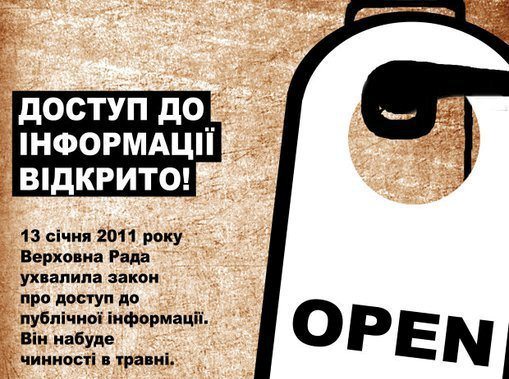 ДОСТУП ДО
ІНФОРМАЦІЇ
ВІДКРИТО!
13 січня 2011 року
Верховна Рада
ухвалила закон
про доступ до
публічної інформації.
Він набуде
чинності в травні.
OPEN